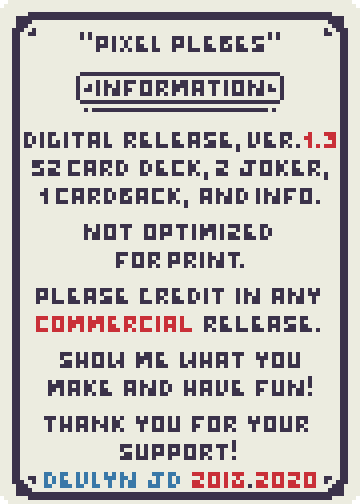 "PIXEL PLEBES"
INFORMATION
DIGITAL RELEASE, VER.1.3
52 CARD DECK, 2 JOKER,
1 CARDBACK, AND INFO.
NOT OPTIMIZED
FOR PRINT.
PLEASE CREDIT IN ANY
COMMERCIAL RELEASE.
SHOW ME WHAT YOU
MAKE AND HAVE FUN!
THANK YOU FOR YOUR
SUPPORT!
DEVLYN JD 2018.2020